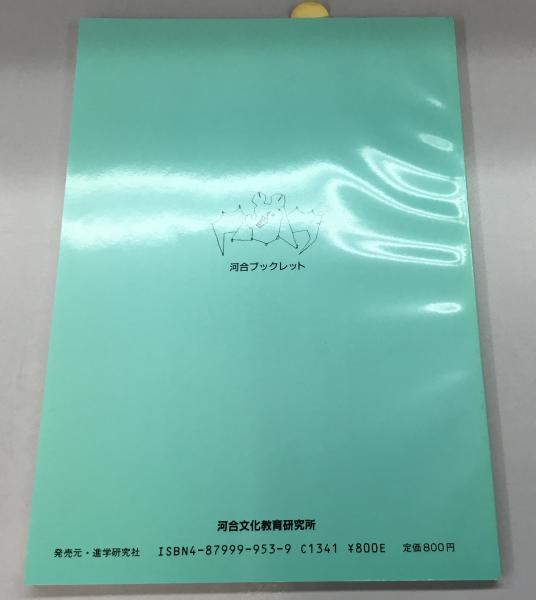 河合ブックレット
河合文化教育研究所
発売元・進学研究社 ISBN4-87999-953-9 C1341 ¥800E 定価800円